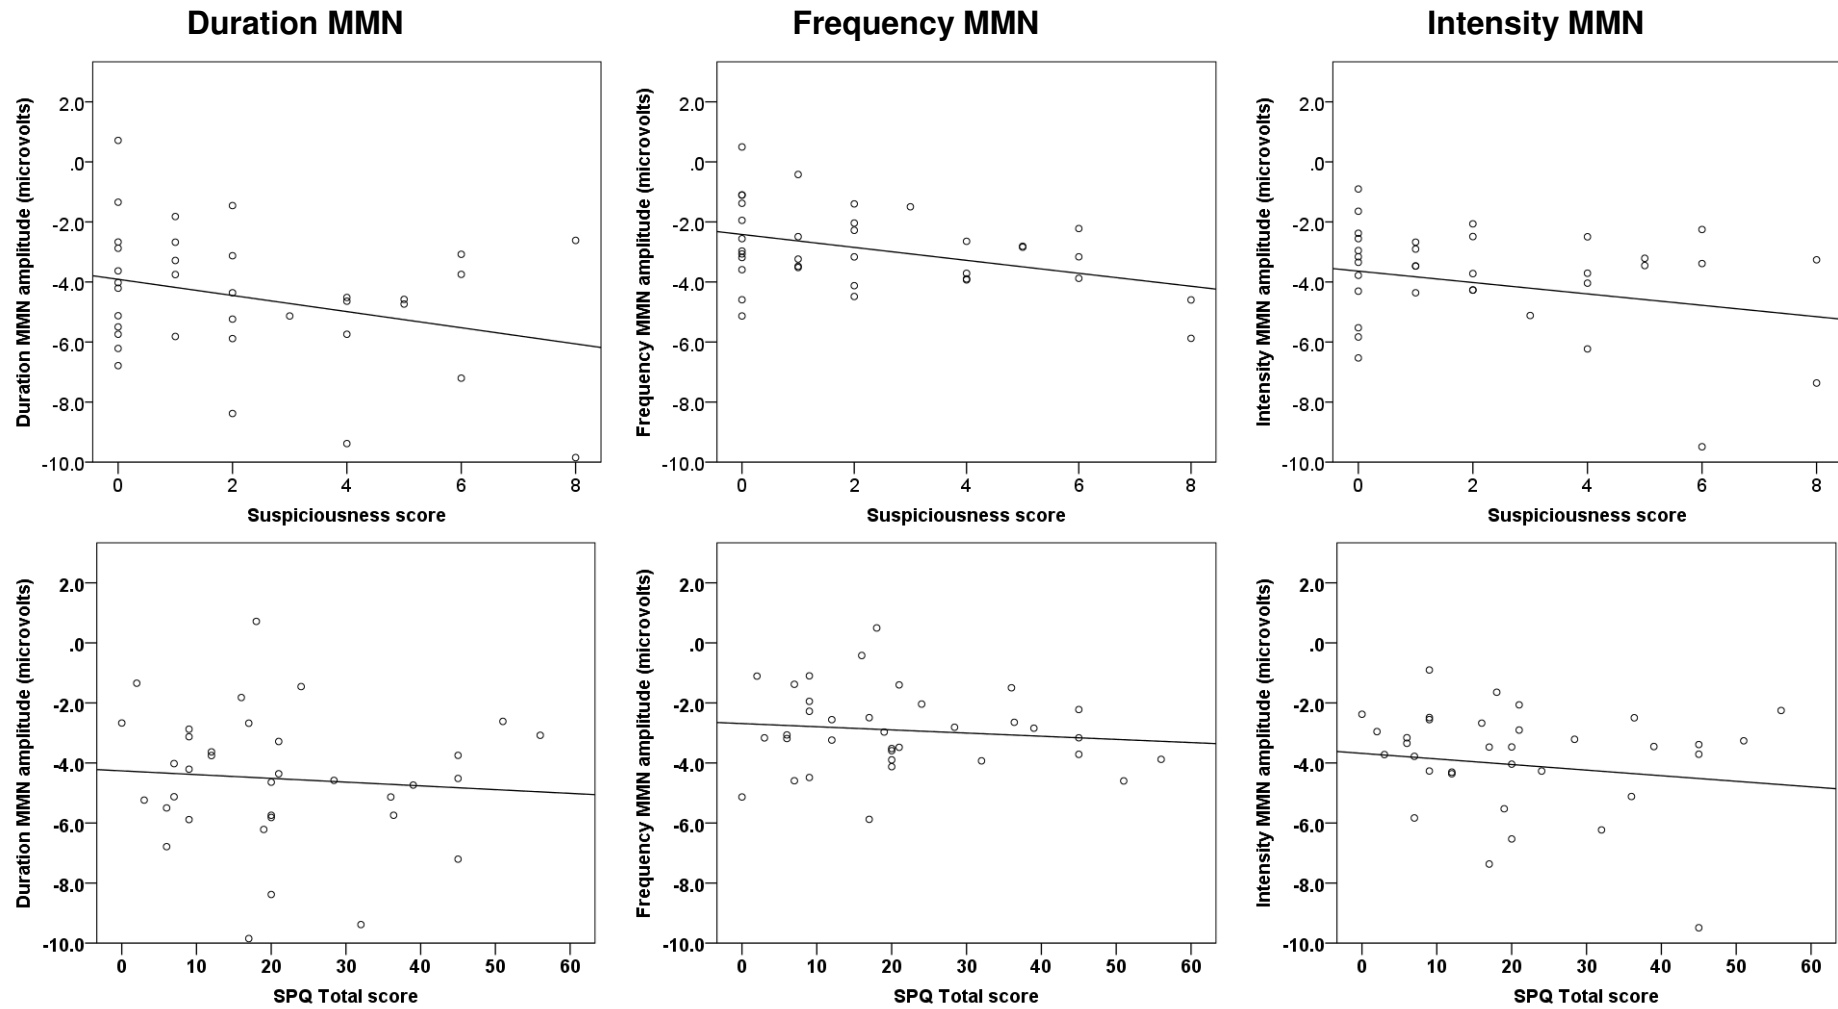 Duration MMN
Frequency MMN
Intensity MMN
Duration MMN amplitude (microvolts)
2.0
.0
-2.0
-4.0
-6.0
-8.0
-10.0
0 2 4 6 8
Suspiciousness score
Frequency MMN amplitude (microvolts)
2.0
.0
-2.0
-4.0
-6.0
-8.0
-10.0
0 2 4 6 8
Suspiciousness score
Intensity MMN amplitude (microvolts)
2.0
.0
-2.0
-4.0
-6.0
-8.0
-10.0
0 2 4 6 8
Suspiciousness score
Duration MMN amplitude (microvolts)
2.0
.0
-2.0
-4.0
-6.0
-8.0
-10.0
0 10 20 30 40 50 60
SPQ Total score
Frequency MMN amplitude (microvolts)
2.0
.0
-2.0
-4.0
-6.0
-8.0
-10.0
0 10 20 30 40 50 60
SPQ Total score
Intensity MMN amplitude (microvolts)
2.0
.0
-2.0
-4.0
-6.0
-8.0
-10.0
0 10 20 30 40 50 60
SPQ Total score